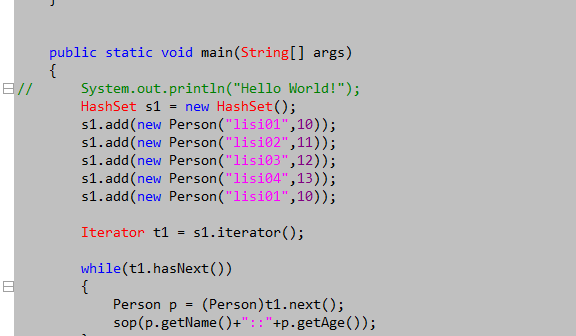 }
public static void main(String[] args)
{
//      System.out.println("Hello World!");
        HashSet s1 = new HashSet();
        s1.add(new Person("lisi01",10));
        s1.add(new Person("lisi02",11));
        s1.add(new Person("lisi03",12));
        s1.add(new Person("lisi04",13));
        s1.add(new Person("lisi01",10));
        Iterator t1 = s1.iterator();
        while(t1.hasNext())
        {
            Person p = (Person)t1.next();
            sop(p.getName()+"::"+p.getAge());